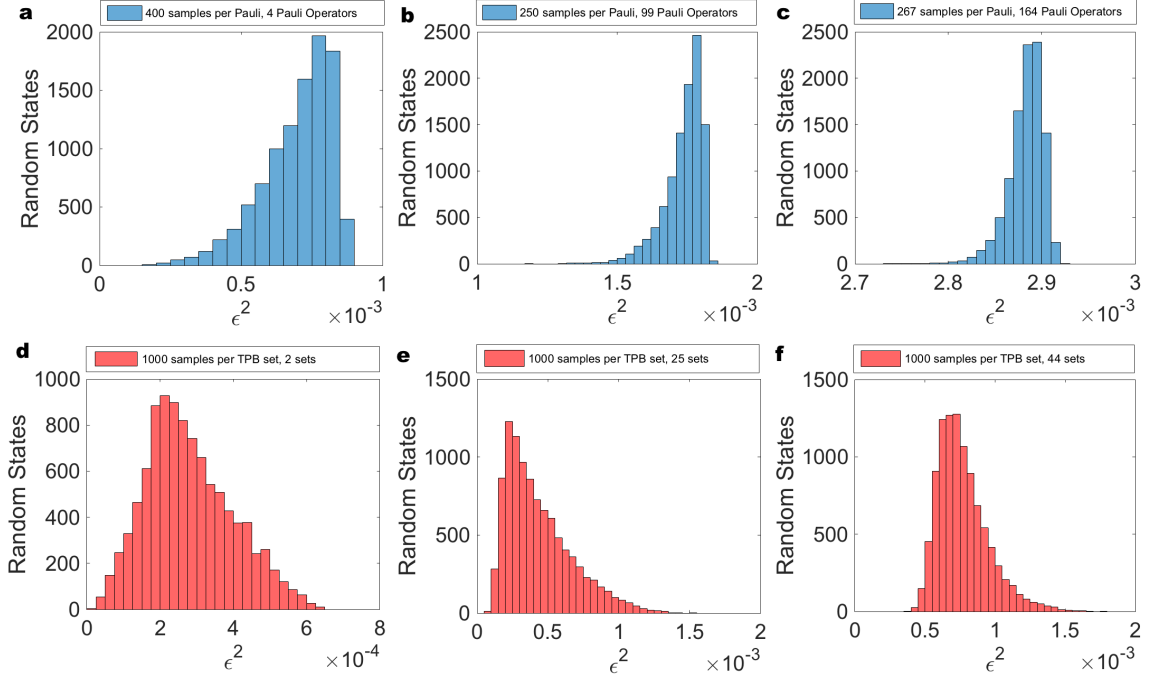 a
400 samples per Pauli, 4 Pauli Operators
2000
1500
1000
500
0
Random States
0
0.5
1
ϵ²
×10⁻³
b
250 samples per Pauli, 99 Pauli Operators
2500
2000
1500
1000
500
0
Random States
1
1.5
2
ϵ²
×10⁻³
c
267 samples per Pauli, 164 Pauli Operators
2500
2000
1500
1000
500
0
Random States
2.7
2.8
2.9
3
ϵ²
×10⁻³
d
1000 samples per TPB set, 2 sets
1000
800
600
400
200
0
Random States
0
2
4
6
8
ϵ²
×10⁻⁴
e
1000 samples per TPB set, 25 sets
1500
1000
500
0
Random States
0
0.5
1
1.5
2
ϵ²
×10⁻³
f
1000 samples per TPB set, 44 sets
1500
1000
500
0
Random States
0
0.5
1
1.5
2
ϵ²
×10⁻³